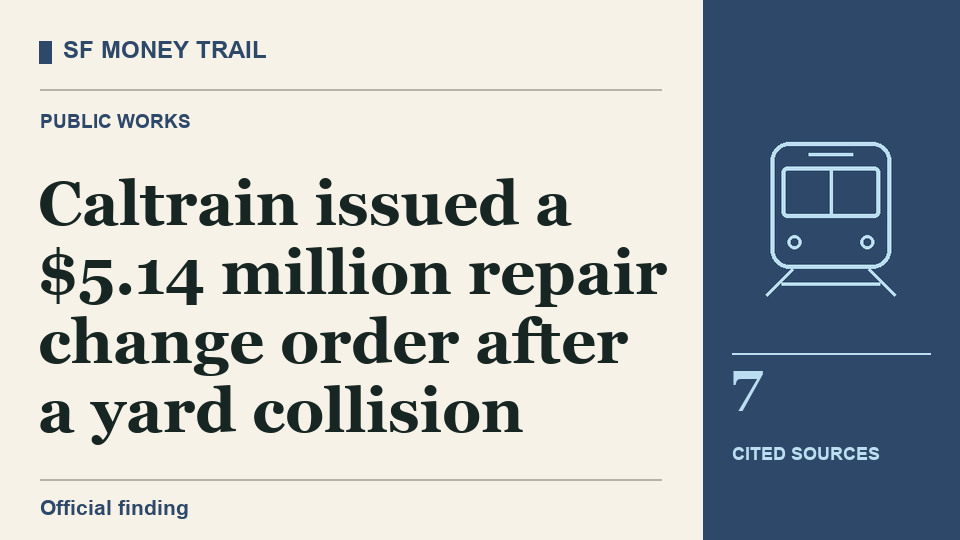 SF MONEY TRAIL
PUBLIC WORKS
Caltrain issued a
$5.14 million repair
change order after
a yard collision
Official finding
7
CITED SOURCES